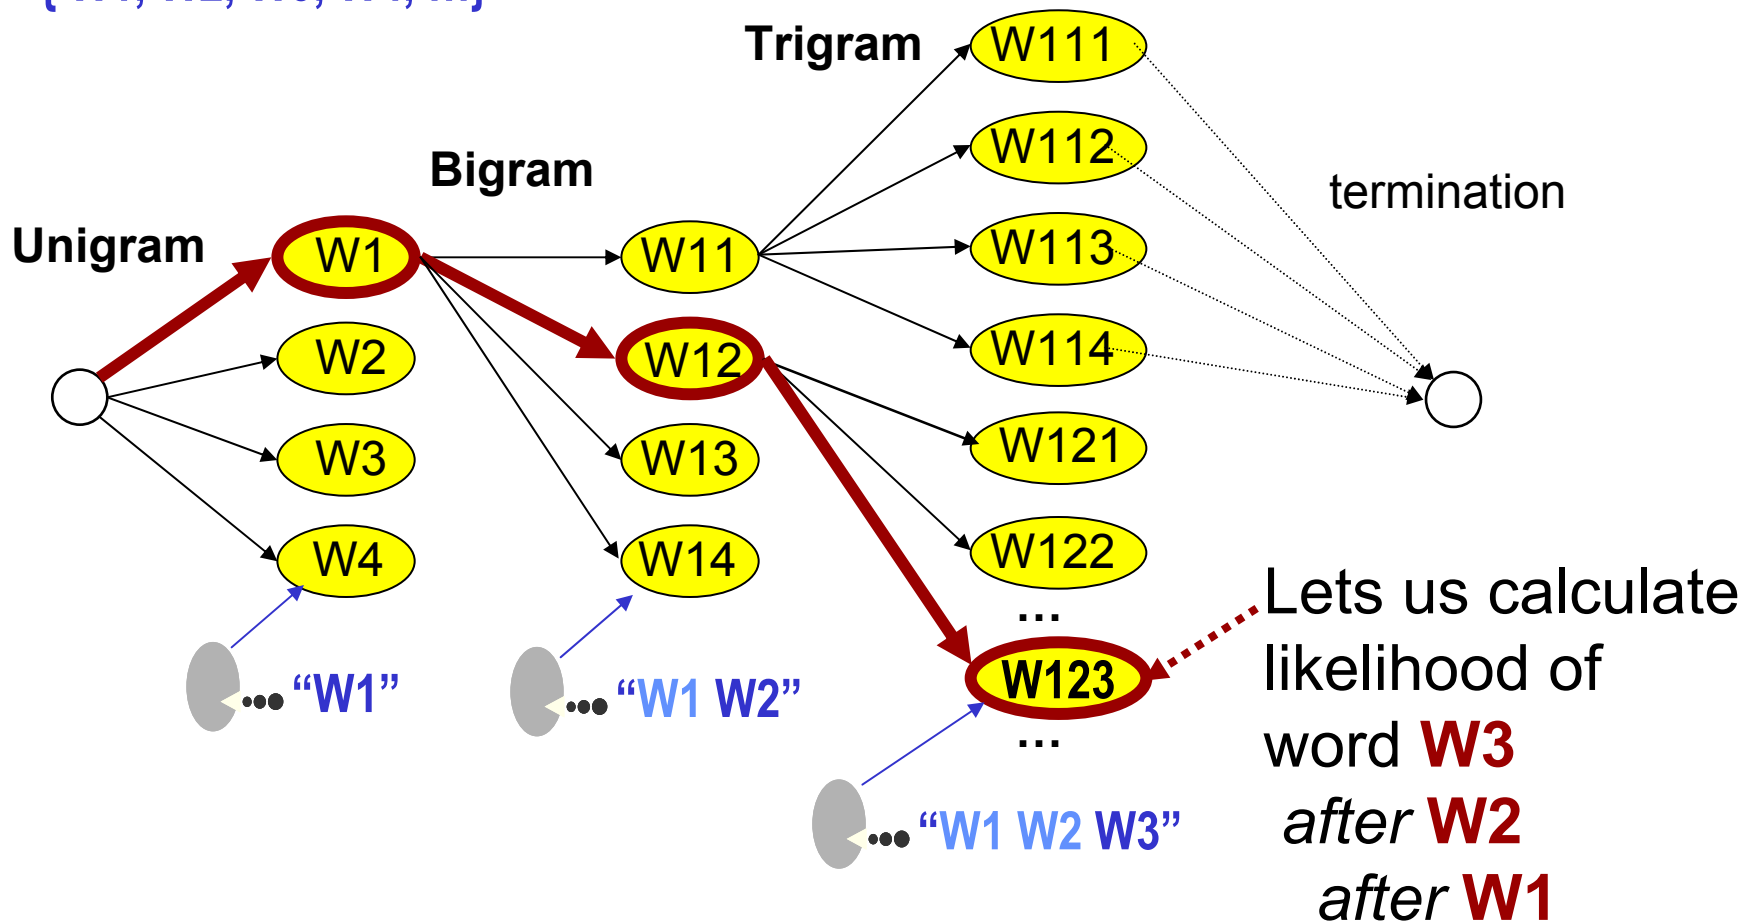 Trigram
W111
W112
Bigram
termination
Unigram
W1
W11
W113
W2
W12
W114
W3
W13
W121
W4
W14
W122
...
Lets us calculate
likelihood of
word W3
after W2
after W1
“W1”
“W1 W2”
W123
...
“W1 W2 W3”